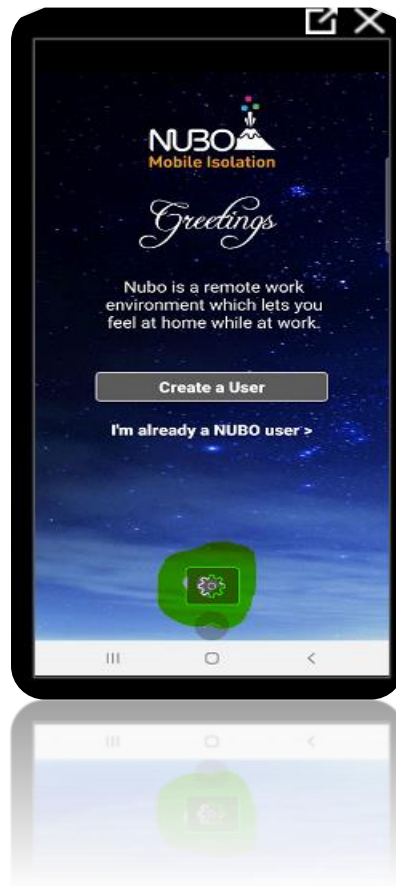 NUBO
Mobile Isolation
Greetings
Nubo is a remote work
environment which lets you
feel at home while at work.
Create a User
I'm already a NUBO user >